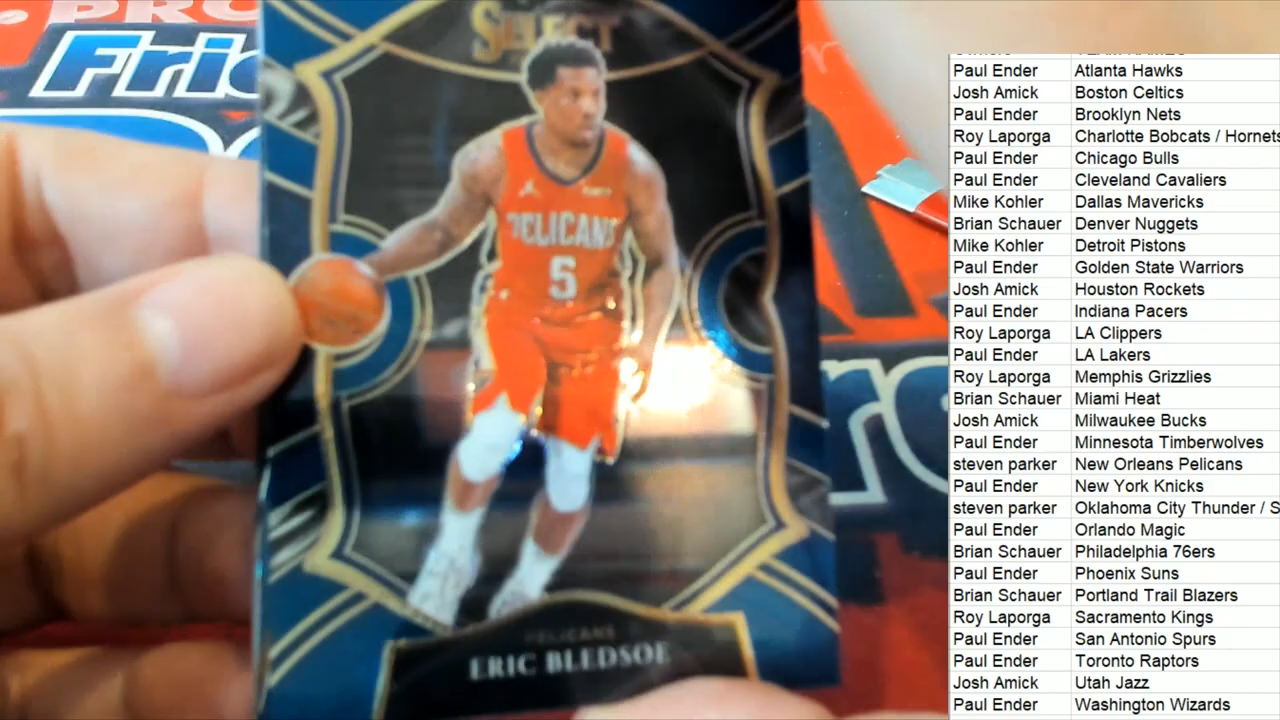 PRO
Fri
SELECT
PELICANS
5
PELICANS
ERIC BLEDSOE
Paul Ender Atlanta Hawks
Josh Amick Boston Celtics
Paul Ender Brooklyn Nets
Roy Laporga Charlotte Bobcats / Hornets
Paul Ender Chicago Bulls
Paul Ender Cleveland Cavaliers
Mike Kohler Dallas Mavericks
Brian Schauer Denver Nuggets
Mike Kohler Detroit Pistons
Paul Ender Golden State Warriors
Josh Amick Houston Rockets
Paul Ender Indiana Pacers
Roy Laporga LA Clippers
Paul Ender LA Lakers
Roy Laporga Memphis Grizzlies
Brian Schauer Miami Heat
Josh Amick Milwaukee Bucks
Paul Ender Minnesota Timberwolves
steven parker New Orleans Pelicans
Paul Ender New York Knicks
steven parker Oklahoma City Thunder / S
Paul Ender Orlando Magic
Brian Schauer Philadelphia 76ers
Paul Ender Phoenix Suns
Brian Schauer Portland Trail Blazers
Roy Laporga Sacramento Kings
Paul Ender San Antonio Spurs
Paul Ender Toronto Raptors
Josh Amick Utah Jazz
Paul Ender Washington Wizards